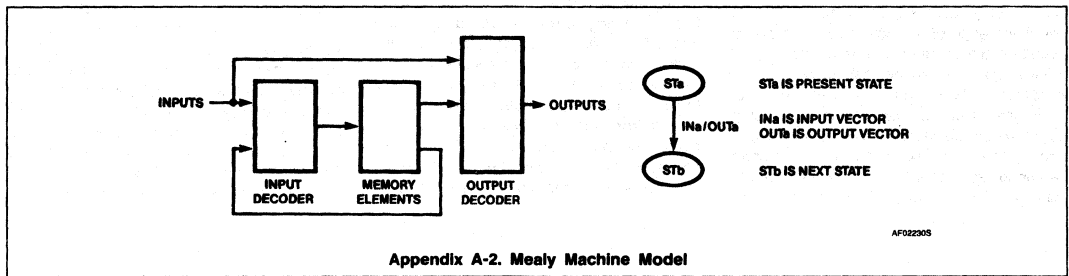 INPUTS
INPUT
DECODER
MEMORY
ELEMENTS
OUTPUT
DECODER
OUTPUTS
STa
INa/OUTa
STb
STa IS PRESENT STATE
INa IS INPUT VECTOR
OUTa IS OUTPUT VECTOR
STb IS NEXT STATE
AF02230S
Appendix A-2. Mealy Machine Model